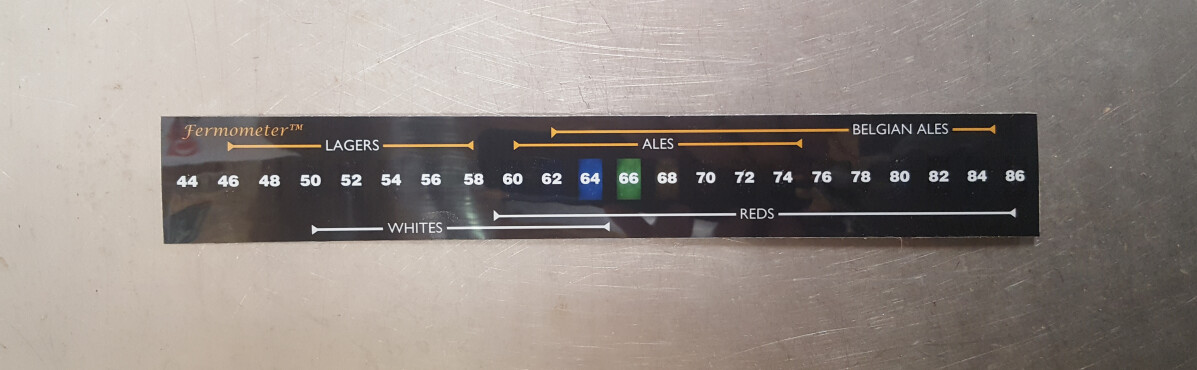 Fermometer™
BELGIAN ALES
LAGERS
ALES
44 46 48 50 52 54 56 58 60 62 64 66 68 70 72 74 76 78 80 82 84 86
REDS
WHITES